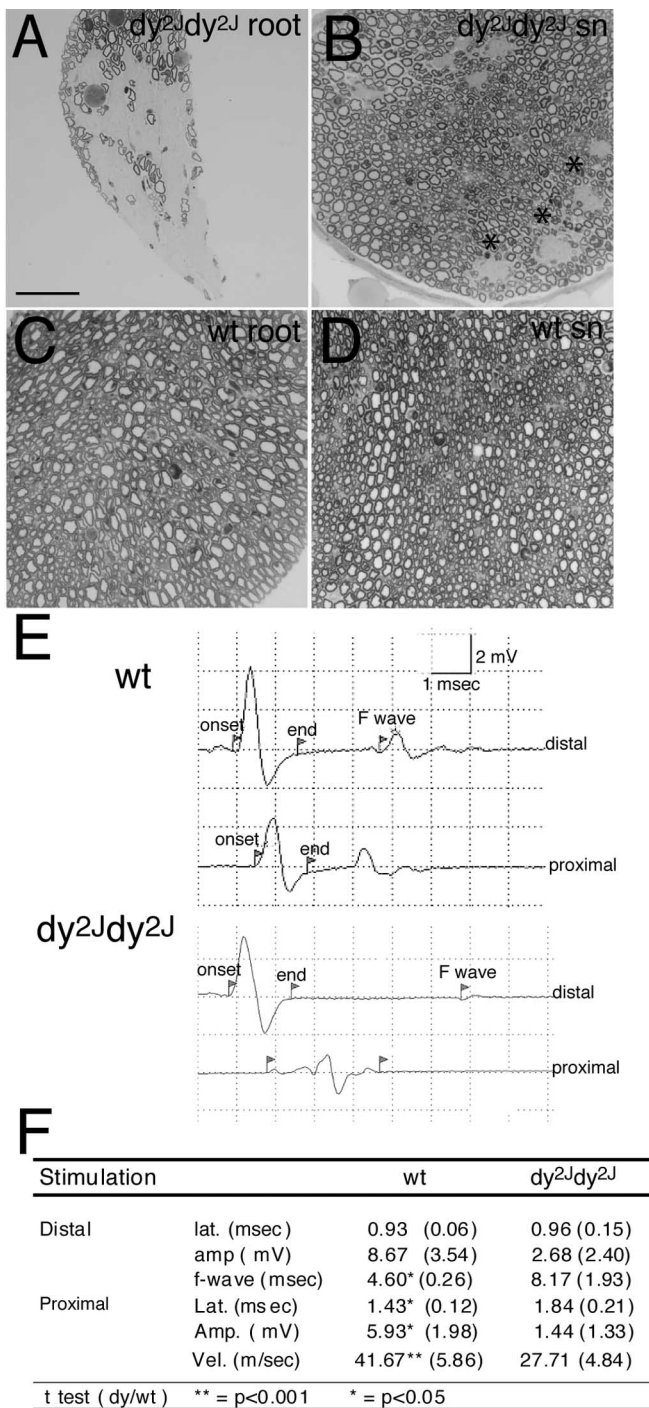 A dy2Jdy2J root
B dy2Jdy2J sn
* * *
C wt root
D wt sn
E
wt
2 mV
1 msec
onset end F wave distal
onset end proximal
dy2Jdy2J
onset end F wave distal
proximal
F
Stimulation wt dy2Jdy2J
Distal lat. (msec) 0.93 (0.06) 0.96 (0.15)
amp ( mV) 8.67 (3.54) 2.68 (2.40)
f-wave (msec) 4.60* (0.26) 8.17 (1.93)
Proximal Lat. (ms ec) 1.43* (0.12) 1.84 (0.21)
Amp. ( mV) 5.93* (1.98) 1.44 (1.33)
Vel. (m/sec) 41.67** (5.86) 27.71 (4.84)
t test ( dy/wt) ** = p<0.001 * = p<0.05